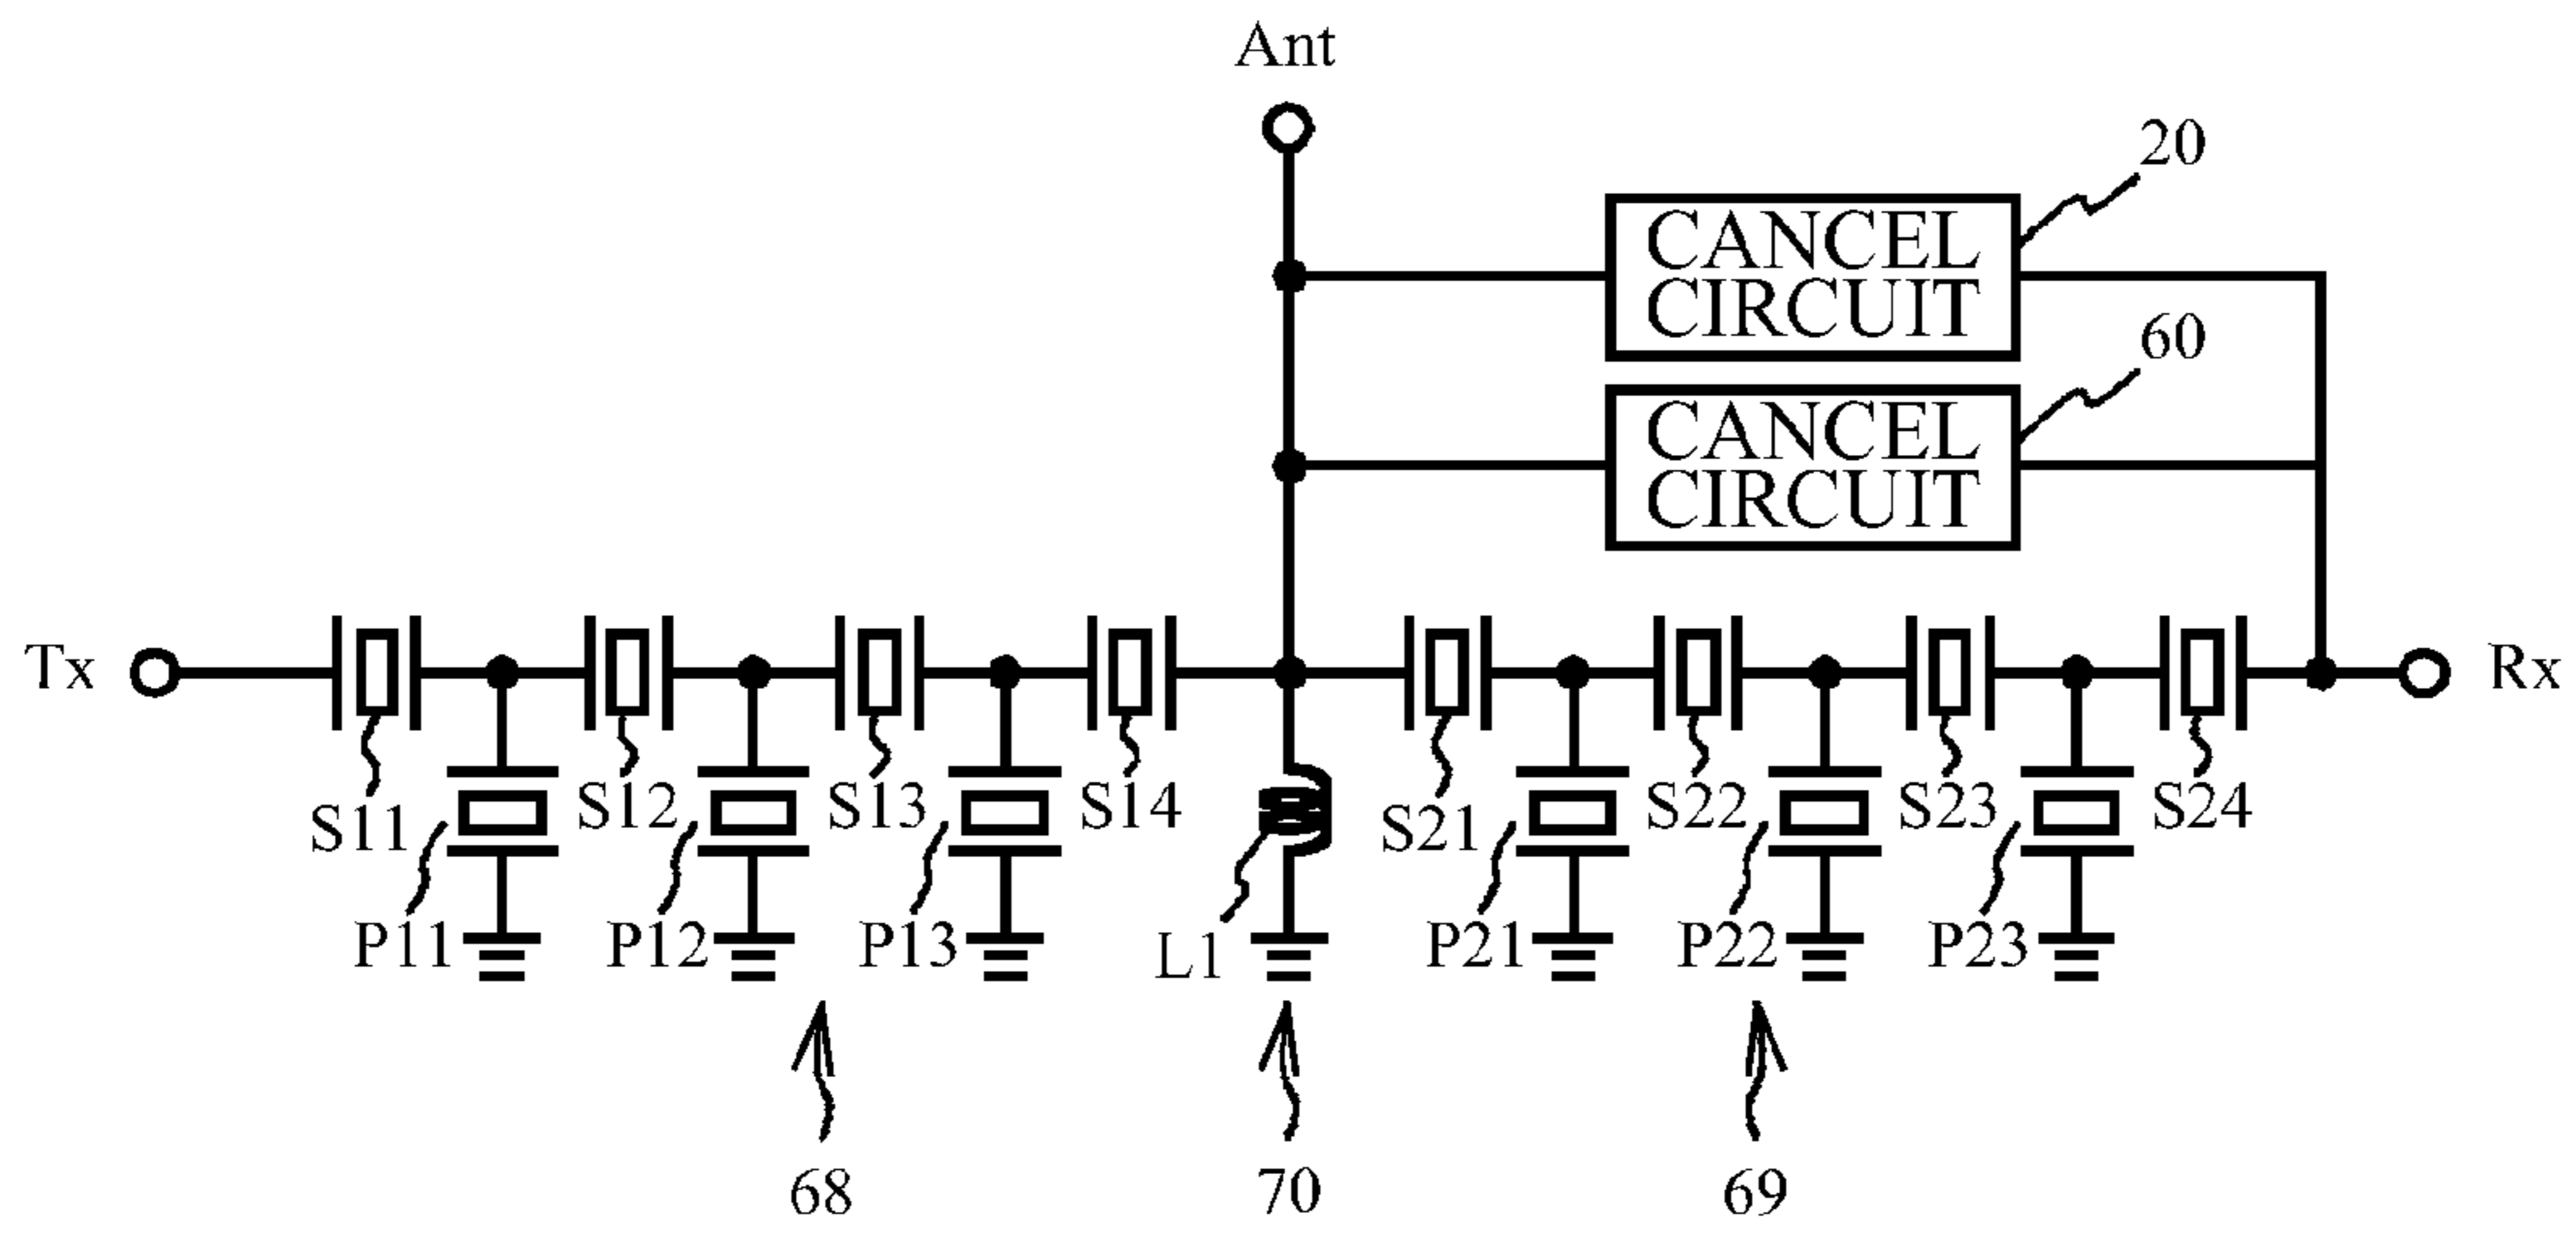 Ant
20
CANCEL
CIRCUIT
60
CANCEL
CIRCUIT
Tx
Rx
S11
S12
S13
S14
S21
S22
S23
S24
P11
P12
P13
L1
P21
P22
P23
68
70
69